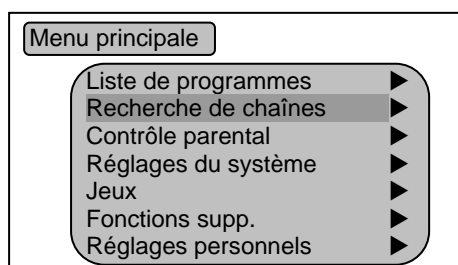 Menu principale
Liste de programmes
Recherche de chaînes
Contrôle parental
Réglages du système
Jeux
Fonctions supp.
Réglages personnels